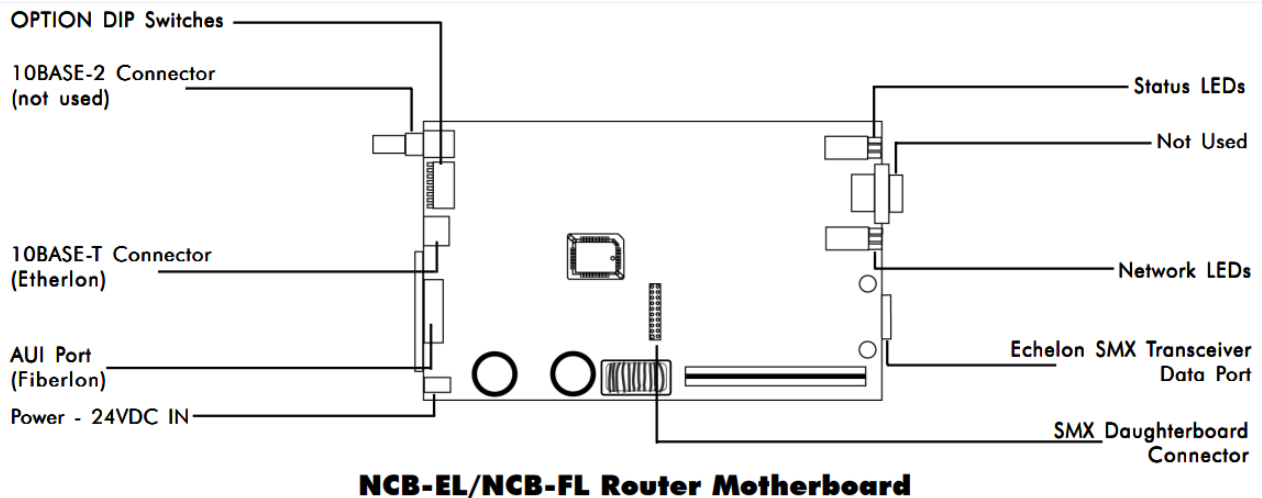 OPTION DIP Switches
10BASE-2 Connector
(not used)
10BASE-T Connector
(Etherlon)
AUI Port
(Fiberlon)
Power - 24VDC IN
Status LEDs
Not Used
Network LEDs
Echelon SMX Transceiver
Data Port
SMX Daughterboard
Connector
NCB-EL/NCB-FL Router Motherboard